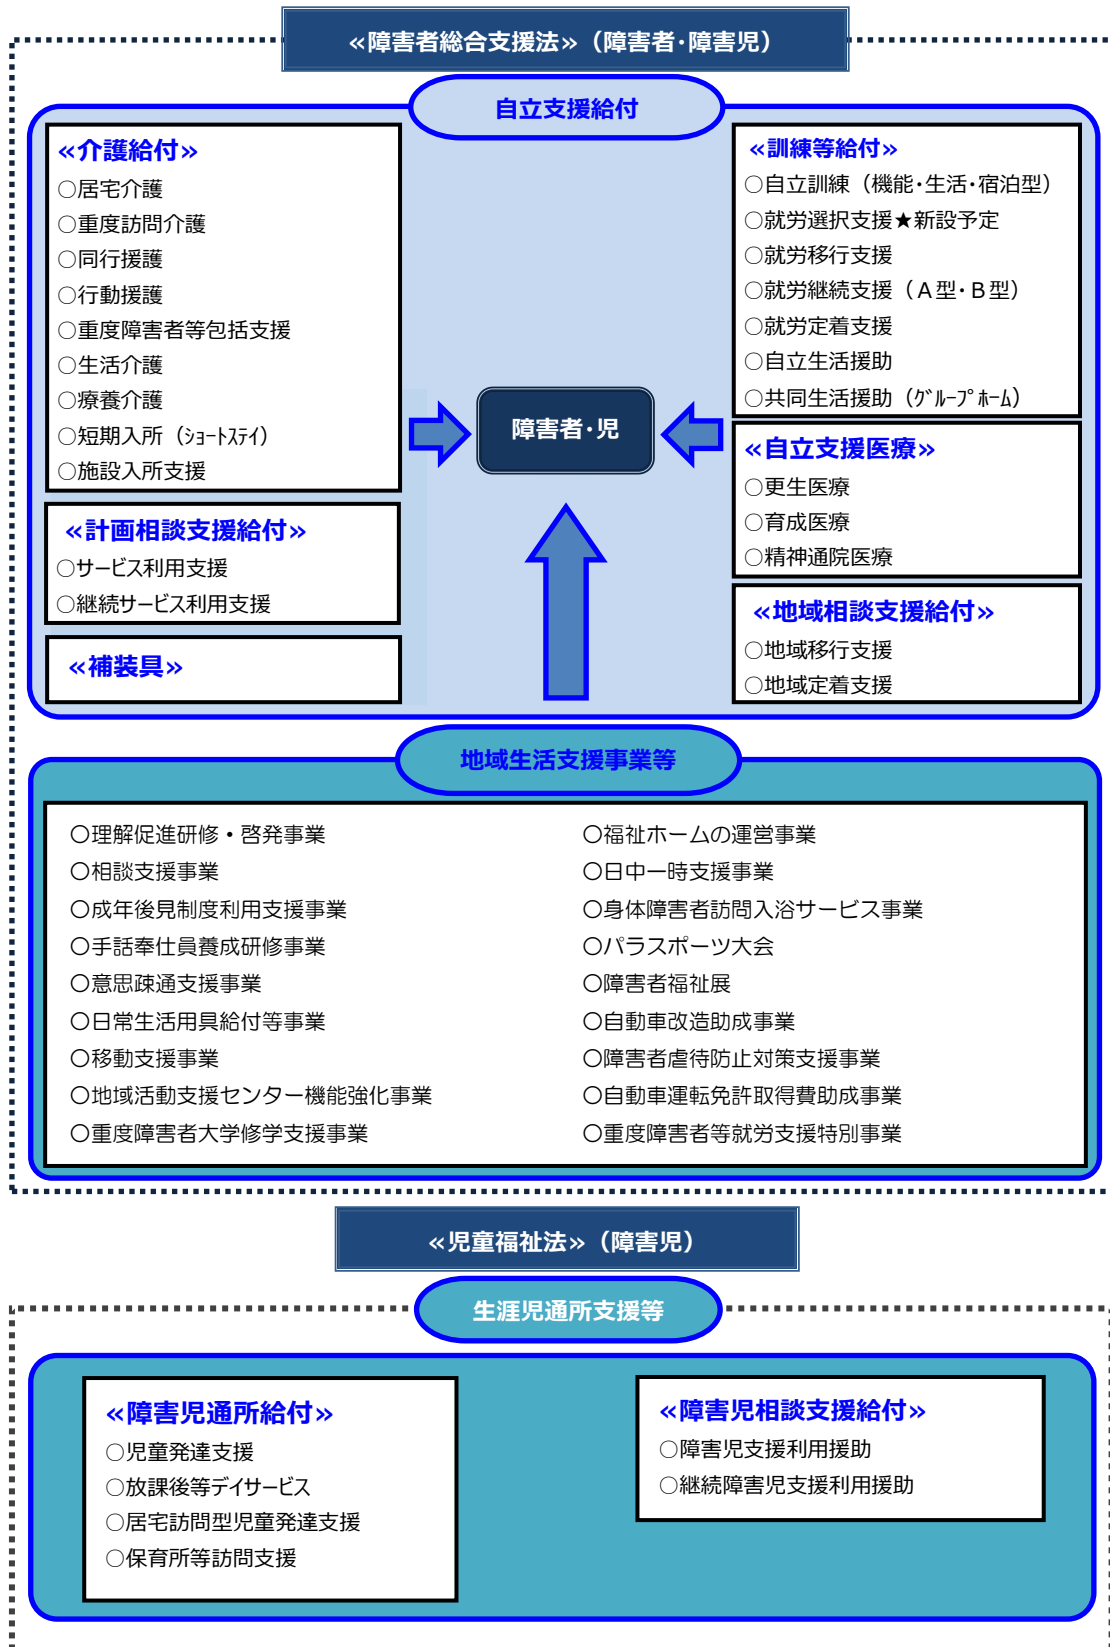 «障害者総合支援法»（障害者・障害児）
自立支援給付
«介護給付»
○居宅介護
○重度訪問介護
○同行援護
○行動援護
○重度障害者等包括支援
○生活介護
○療養介護
○短期入所（ｼｮｰﾄｽﾃｲ）
○施設入所支援
«計画相談支援給付»
○サービス利用支援
○継続サービス利用支援
«補装具»
障害者・児
«訓練等給付»
○自立訓練（機能・生活・宿泊型）
○就労選択支援★新設予定
○就労移行支援
○就労継続支援（Ａ型・Ｂ型）
○就労定着支援
○自立生活援助
○共同生活援助（ｸﾞﾙｰﾌﾟﾎｰﾑ）
«自立支援医療»
○更生医療
○育成医療
○精神通院医療
«地域相談支援給付»
○地域移行支援
○地域定着支援
地域生活支援事業等
〇理解促進研修・啓発事業
〇相談支援事業
〇成年後見制度利用支援事業
〇手話奉仕員養成研修事業
〇意思疎通支援事業
〇日常生活用具給付等事業
〇移動支援事業
〇地域活動支援センター機能強化事業
〇重度障害者大学修学支援事業
〇福祉ホームの運営事業
〇日中一時支援事業
〇身体障害者訪問入浴サービス事業
〇パラスポーツ大会
〇障害者福祉展
〇自動車改造助成事業
〇障害者虐待防止対策支援事業
〇自動車運転免許取得費助成事業
〇重度障害者等就労支援特別事業
«児童福祉法»（障害児）
生涯児通所支援等
«障害児通所給付»
○児童発達支援
○放課後等デイサービス
○居宅訪問型児童発達支援
○保育所等訪問支援
«障害児相談支援給付»
○障害児支援利用援助
○継続障害児支援利用援助